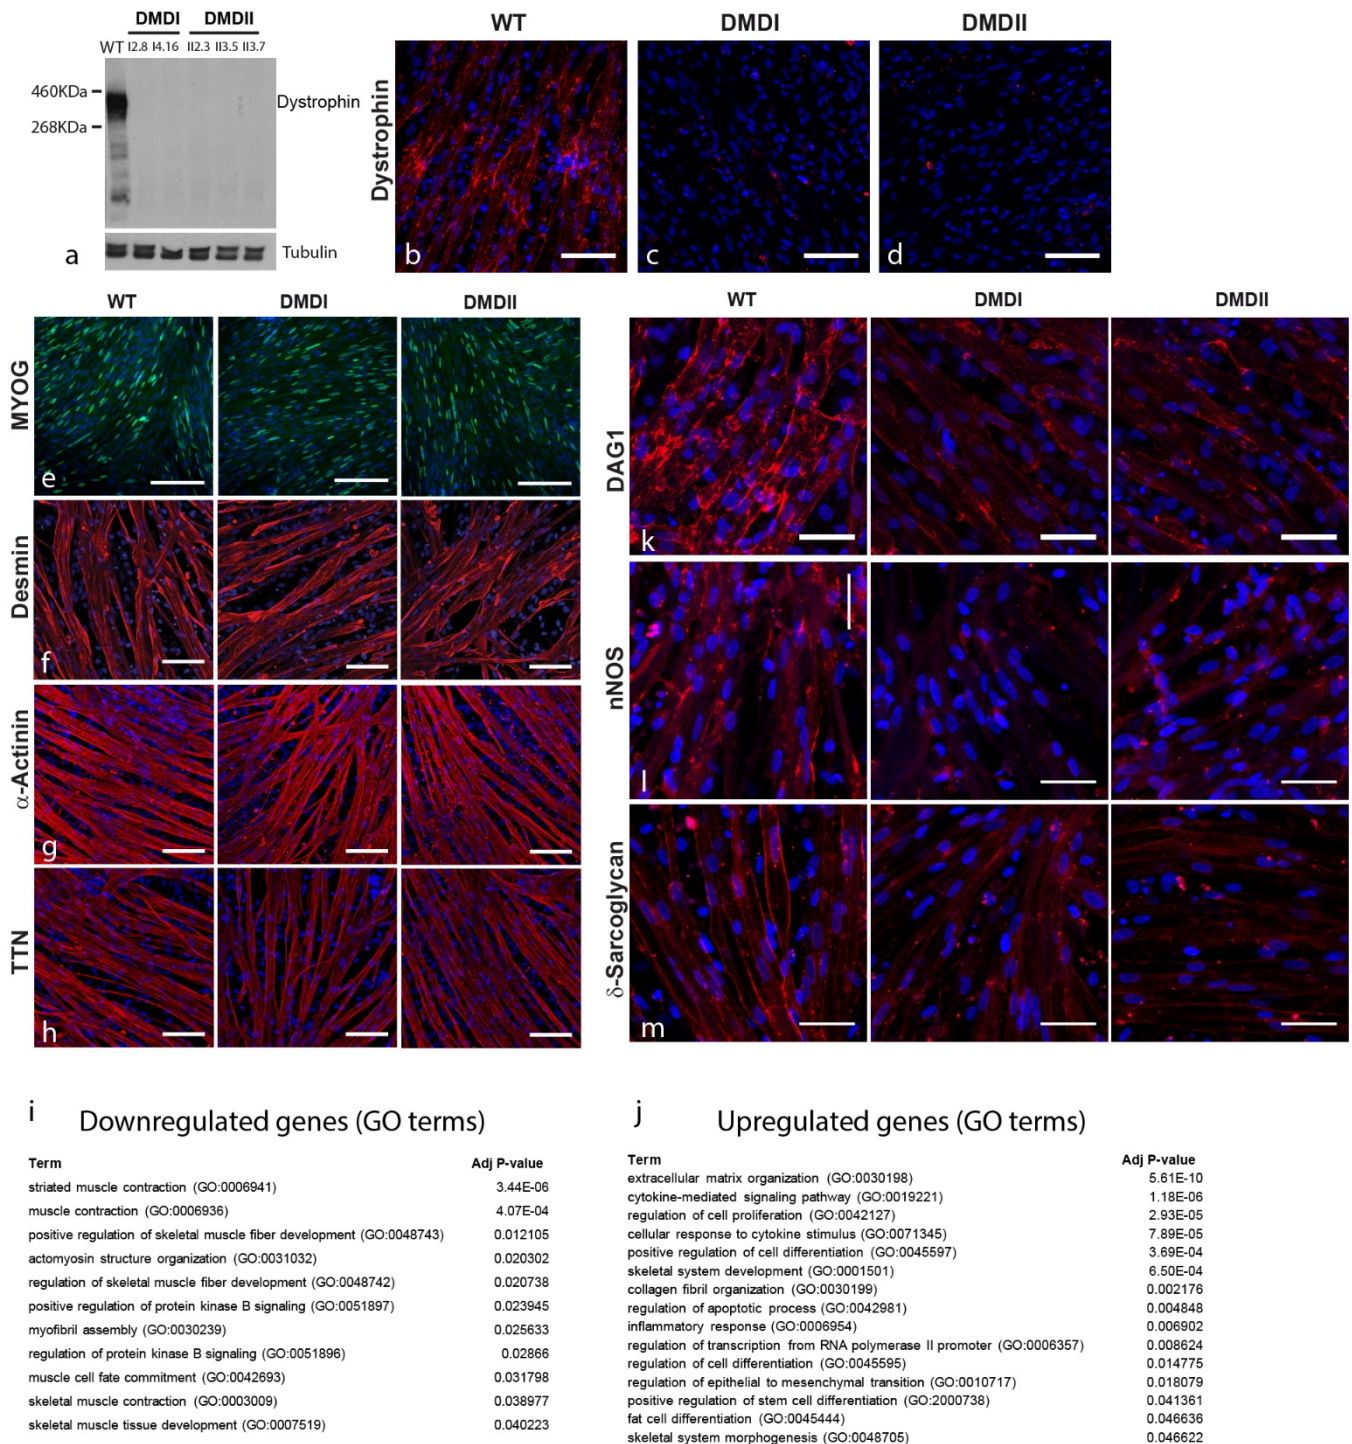 DMDI DMDII
WT I2.8 I4.16 II2.3 II3.5 II3.7
460KDa
268KDa
Dystrophin
Tubulin
a
WT DMDI DMDII
Dystrophin
b c d
WT DMDI DMDII
MYOG
e
Desmin
f
α-Actinin
g
TTN
h
WT DMDI DMDII
DAG1
k
nNOS
l
δ-Sarcoglycan
m
i Downregulated genes (GO terms)
Term Adj P-value
striated muscle contraction (GO:0006941) 3.44E-06
muscle contraction (GO:0006936) 4.07E-04
positive regulation of skeletal muscle fiber development (GO:0048743) 0.012105
actomyosin structure organization (GO:0031032) 0.020302
regulation of skeletal muscle fiber development (GO:0048742) 0.020738
positive regulation of protein kinase B signaling (GO:0051897) 0.023945
myofibril assembly (GO:0030239) 0.025633
regulation of protein kinase B signaling (GO:0051896) 0.02866
muscle cell fate commitment (GO:0042693) 0.031798
skeletal muscle contraction (GO:0003009) 0.038977
skeletal muscle tissue development (GO:0007519) 0.040223
j Upregulated genes (GO terms)
Term Adj P-value
extracellular matrix organization (GO:0030198) 5.61E-10
cytokine-mediated signaling pathway (GO:0019221) 1.18E-06
regulation of cell proliferation (GO:0042127) 2.93E-05
cellular response to cytokine stimulus (GO:0071345) 7.89E-05
positive regulation of cell differentiation (GO:0045597) 3.69E-04
skeletal system development (GO:0001501) 6.50E-04
collagen fibril organization (GO:0030199) 0.002176
regulation of apoptotic process (GO:0042981) 0.004848
inflammatory response (GO:0006954) 0.006902
regulation of transcription from RNA polymerase II promoter (GO:0006357) 0.008624
regulation of cell differentiation (GO:0045595) 0.014775
regulation of epithelial to mesenchymal transition (GO:0010717) 0.018079
positive regulation of stem cell differentiation (GO:2000738) 0.041361
fat cell differentiation (GO:0045444) 0.046636
skeletal system morphogenesis (GO:0048705) 0.046622